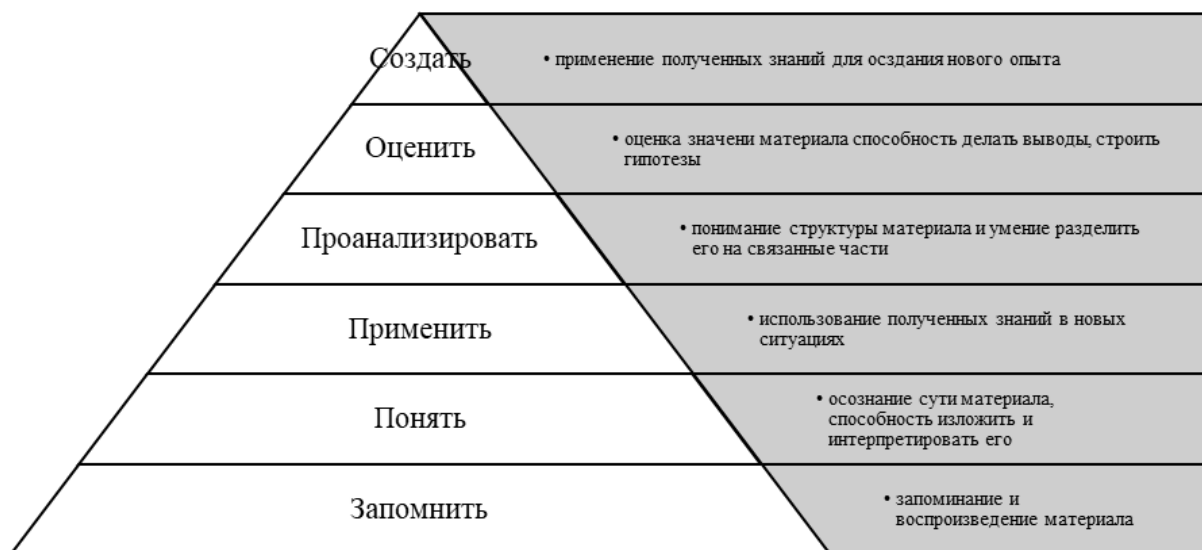 Создать
• применение полученных знаний для осздания нового опыта
Оценить
• оценка значени материала способность делать выводы, строить
гипотезы
Проанализировать
• понимание структуры материала и умение разделить
его на связанные части
Применить
• использование полученных знаний в новых
ситуациях
Понять
• осознание сути материала,
способность изложить и
интерпретировать его
Запомнить
• запоминание и
воспроизведение материала